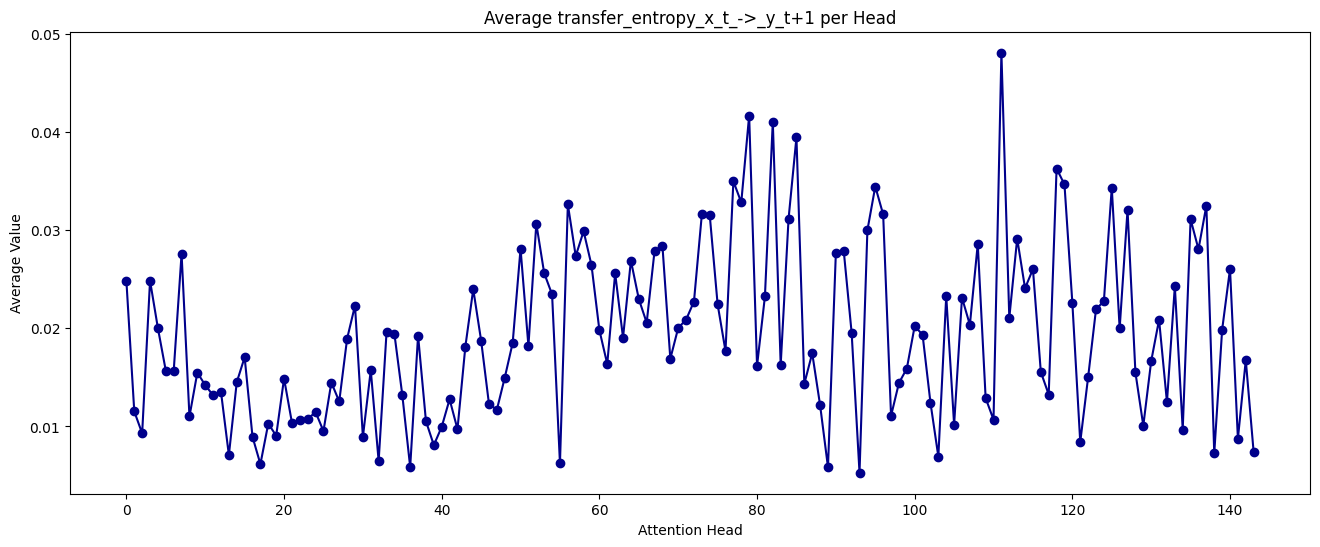 Average transfer_entropy_x_t_->_y_t+1 per Head
0.05
0.04
0.03
0.02
0.01
Average Value
0 20 40 60 80 100 120 140
Attention Head